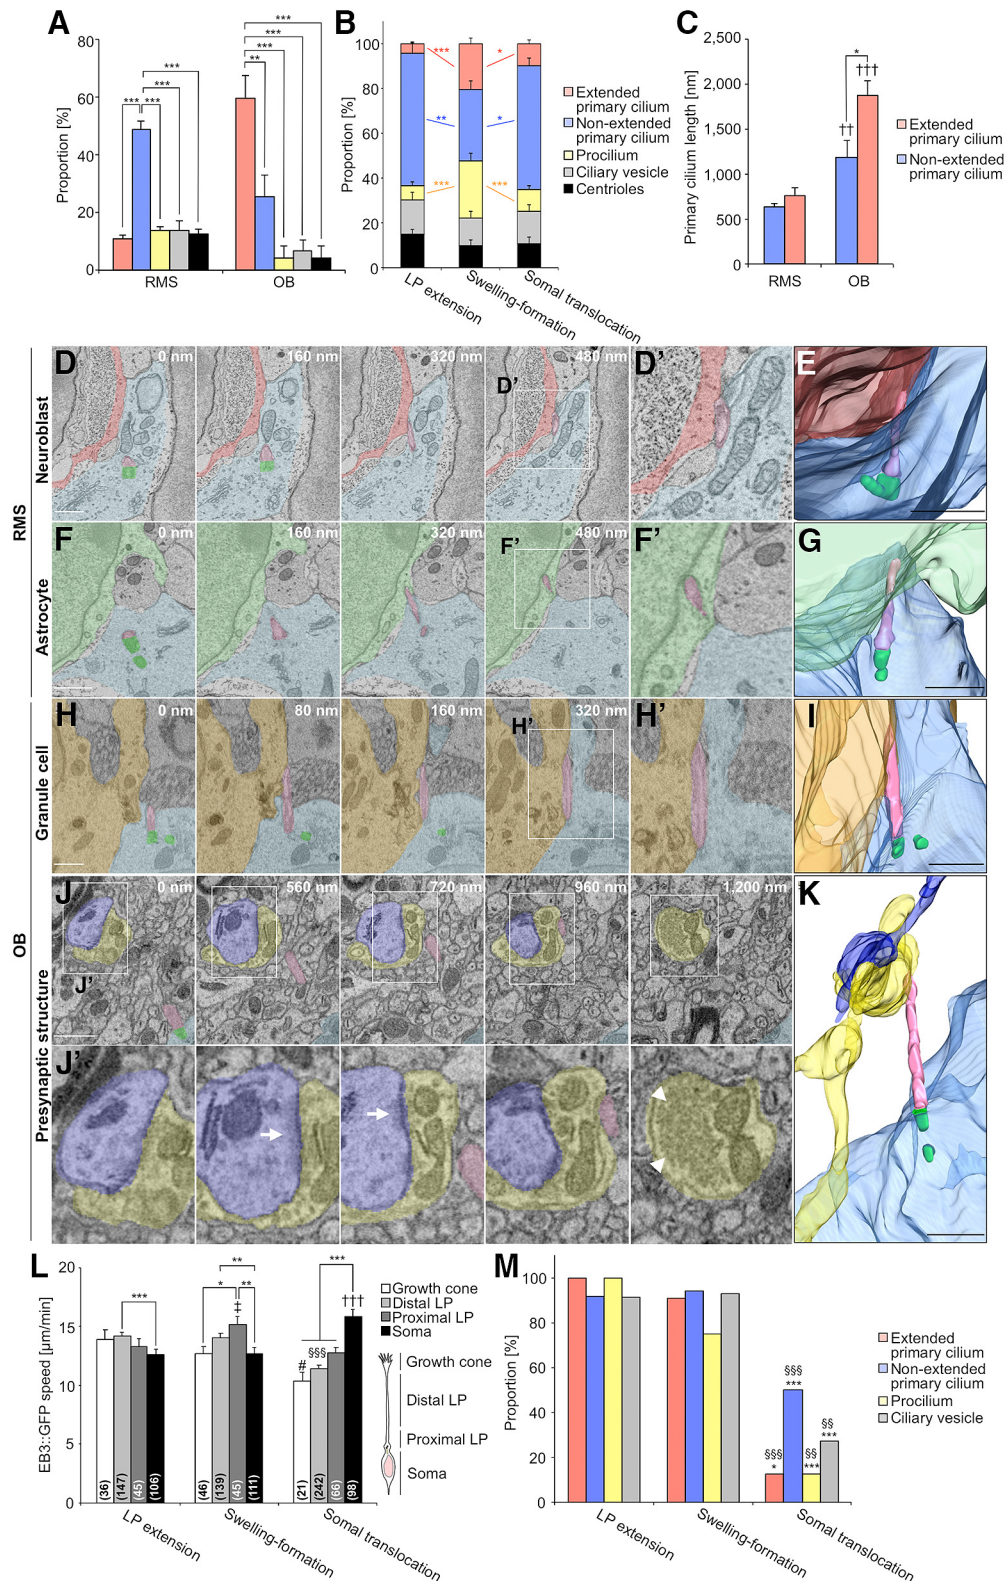 A
80
60
40
20
0
Proportion [%]
***
***
***
**
***
***
*** ***
RMS
OB
B
100
80
60
40
20
0
Proportion [%]
*** *
** *
*** ***
LP extension
Swelling-formation
Somal translocation
Extended
primary cilium
Non-extended
primary cilium
Procilium
Ciliary vesicle
Centrioles
C
2,500
2,000
1,500
1,000
500
0
Primary cilium length [nm]
*
†††
††
RMS
OB
Extended
primary cilium
Non-extended
primary cilium
RMS
Neuroblast
D 0 nm 160 nm 320 nm 480 nm D’ E
D’
Astrocyte
F 0 nm 160 nm 320 nm 480 nm F’ G
F’
OB
Granule cell
H 0 nm 80 nm 160 nm 320 nm H’ I
H’
Presynaptic structure
J 0 nm 560 nm 720 nm 960 nm 1,200 nm K
J’
J’
L
20
15
10
5
0
EB3::GFP speed [µm/min]
***
**
* **
‡
***
†††
§§§
#
(36) (147) (45) (106)
(46) (139) (45) (111)
(21) (242) (66) (98)
LP extension
Swelling-formation
Somal translocation
Growth cone
Distal LP
Proximal LP
Soma
Growth cone
Distal LP
Proximal LP
Soma
M
100
80
60
40
20
0
Proportion [%]
§§§
***
§§
***
§§§
*
§§
***
LP extension
Swelling-formation
Somal translocation
Extended
primary cilium
Non-extended
primary cilium
Procilium
Ciliary vesicle